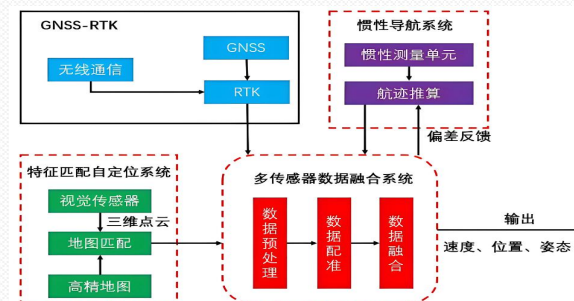 GNSS-RTK
GNSS
无线通信
RTK
惯性导航系统
惯性测量单元
航迹推算
偏差反馈
特征匹配自定位系统
视觉传感器
三维点云
地图匹配
高精地图
多传感器数据融合系统
数据预处理
数据配准
数据融合
输出
速度、位置、姿态